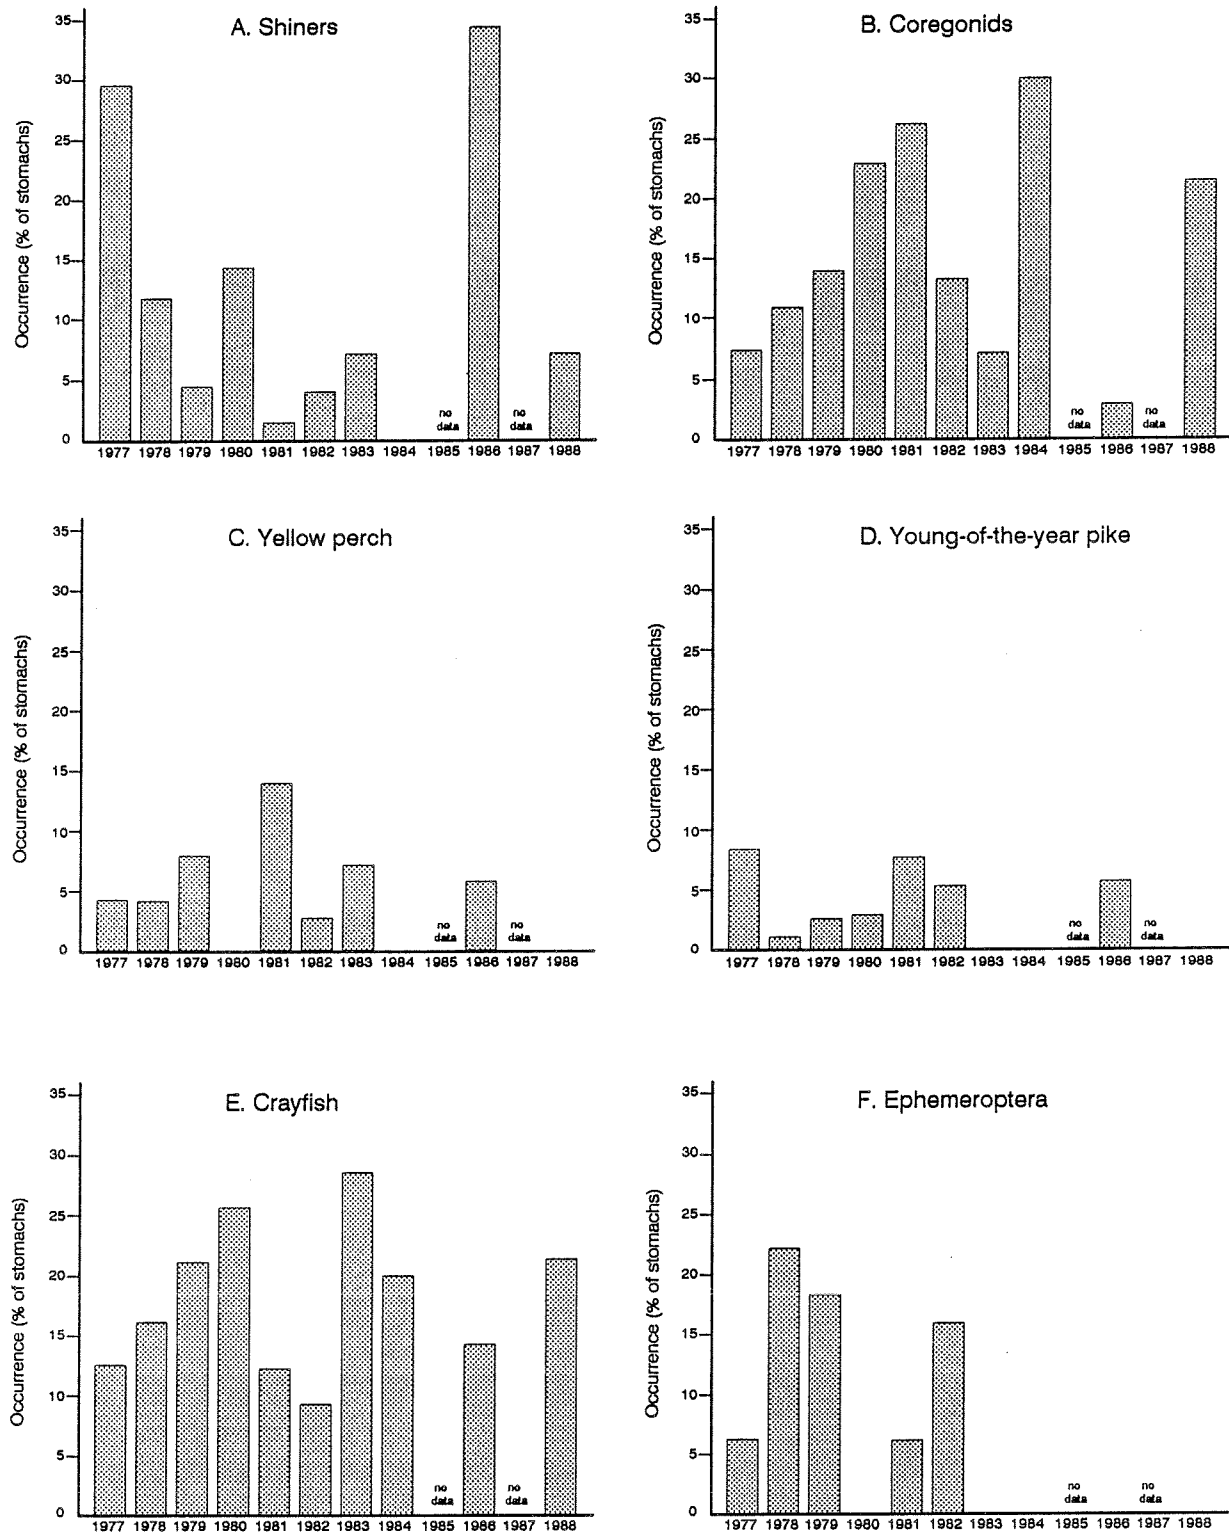 A. Shiners
Occurrence (% of stomachs)
35
30
25
20
15
10
5
0
no
data
no
data
1977 1978 1979 1980 1981 1982 1983 1984 1985 1986 1987 1988
B. Coregonids
Occurrence (% of stomachs)
35
30
25
20
15
10
5
0
no
data
no
data
1977 1978 1979 1980 1981 1982 1983 1984 1985 1986 1987 1988
C. Yellow perch
Occurrence (% of stomachs)
35
30
25
20
15
10
5
0
no
data
no
data
1977 1978 1979 1980 1981 1982 1983 1984 1985 1986 1987 1988
D. Young-of-the-year pike
Occurrence (% of stomachs)
35
30
25
20
15
10
5
0
no
data
no
data
1977 1978 1979 1980 1981 1982 1983 1984 1985 1986 1987 1988
E. Crayfish
Occurrence (% of stomachs)
35
30
25
20
15
10
5
0
no
data
no
data
1977 1978 1979 1980 1981 1982 1983 1984 1985 1986 1987 1988
F. Ephemeroptera
Occurrence (% of stomachs)
35
30
25
20
15
10
5
0
no
data
no
data
1977 1978 1979 1980 1981 1982 1983 1984 1985 1986 1987 1988